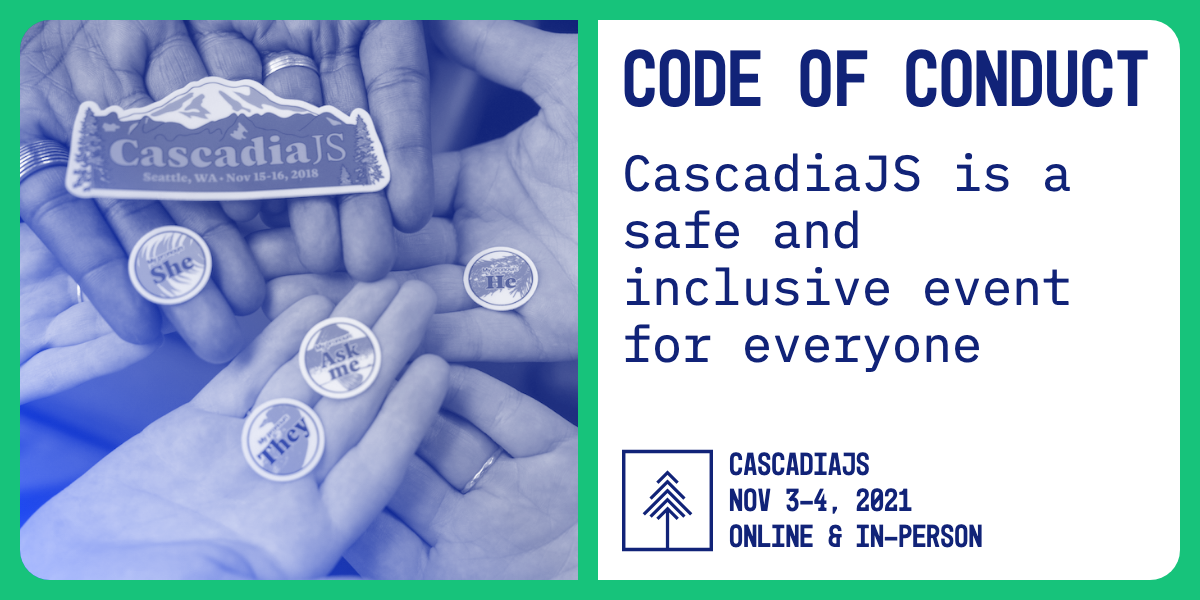 CascadiaJS
Seattle, WA • Nov 15-16, 2018
She
He
Ask
me
They
CODE OF CONDUCT
CascadiaJS is a
safe and
inclusive event
for everyone
CASCADIAJS
NOV 3-4, 2021
ONLINE & IN-PERSON